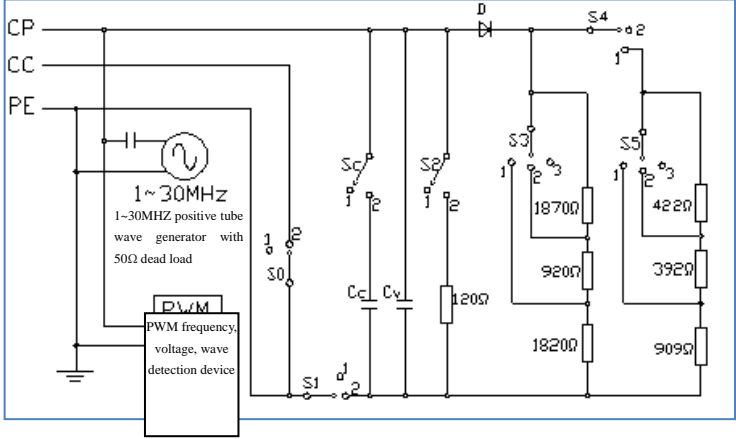 CP
CC
PE
D
S4
2
1
Sc
1
2
S2
1
2
S3
1
2
3
S5
1
2
3
1~30MHz
1~30MHZ positive tube
wave generator with
50Ω dead load
1
2
S0
1870Ω
422Ω
Cc
Cv
120Ω
920Ω
392Ω
PWM
PWM frequency,
voltage, wave
detection device
1820Ω
909Ω
S1
1
2